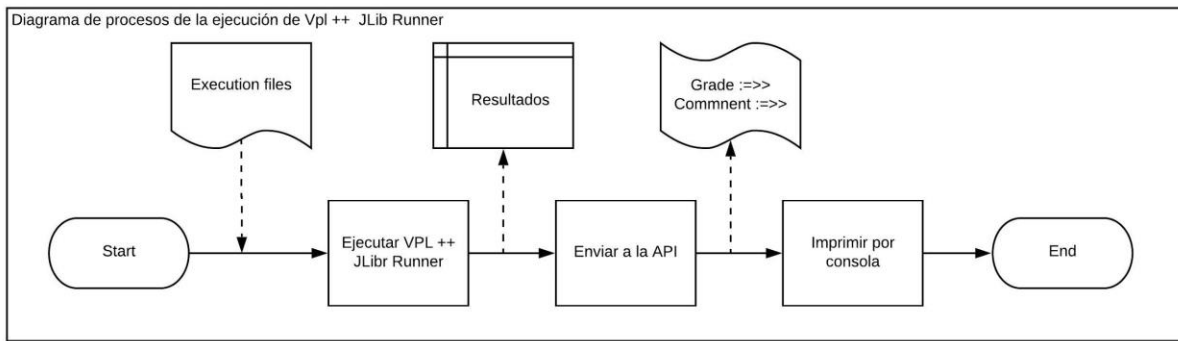 Diagrama de procesos de la ejecución de Vpl ++ JLib Runner
Execution files
Resultados
Grade :=>>
Commnent :=>>
Start
Ejecutar VPL ++
JLibr Runner
Enviar a la API
Imprimir por
consola
End